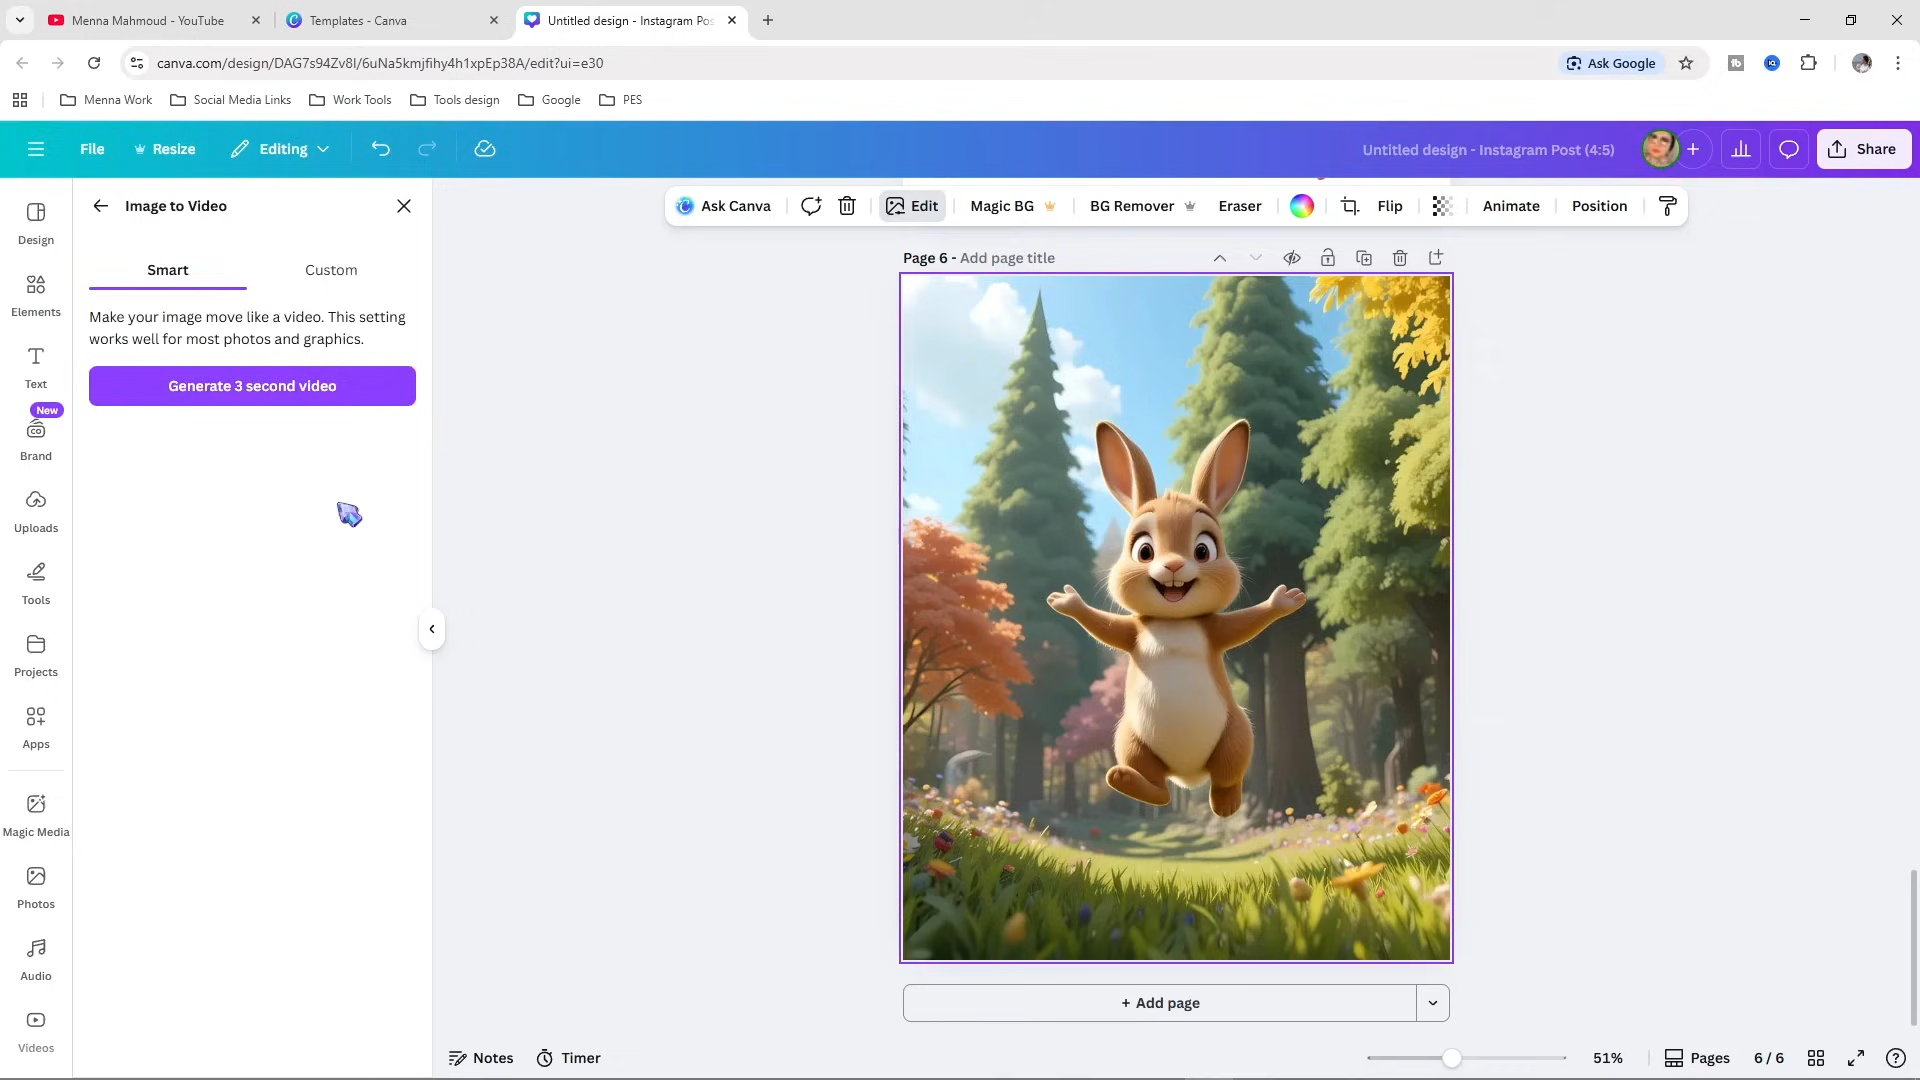 Menna Mahmoud - YouTube
Templates - Canva
Untitled design - Instagram Pos
canva.com/design/DAG7s94Zv8I/6uNa5kmjfihy4h1xpEp38A/edit?ui=e30
Ask Google
Menna Work
Social Media Links
Work Tools
Tools design
Google
PES
File
Resize
Editing
Untitled design - Instagram Post (4:5)
Share
Image to Video
Ask Canva
Edit
Magic BG
BG Remover
Eraser
Flip
Animate
Position
Design
Elements
Text
New
Brand
Uploads
Tools
Projects
Apps
Magic Media
Photos
Audio
Videos
Smart
Custom
Make your image move like a video. This setting
works well for most photos and graphics.
Generate 3 second video
Page 6 - Add page title
+ Add page
Notes
Timer
51%
Pages
6 / 6